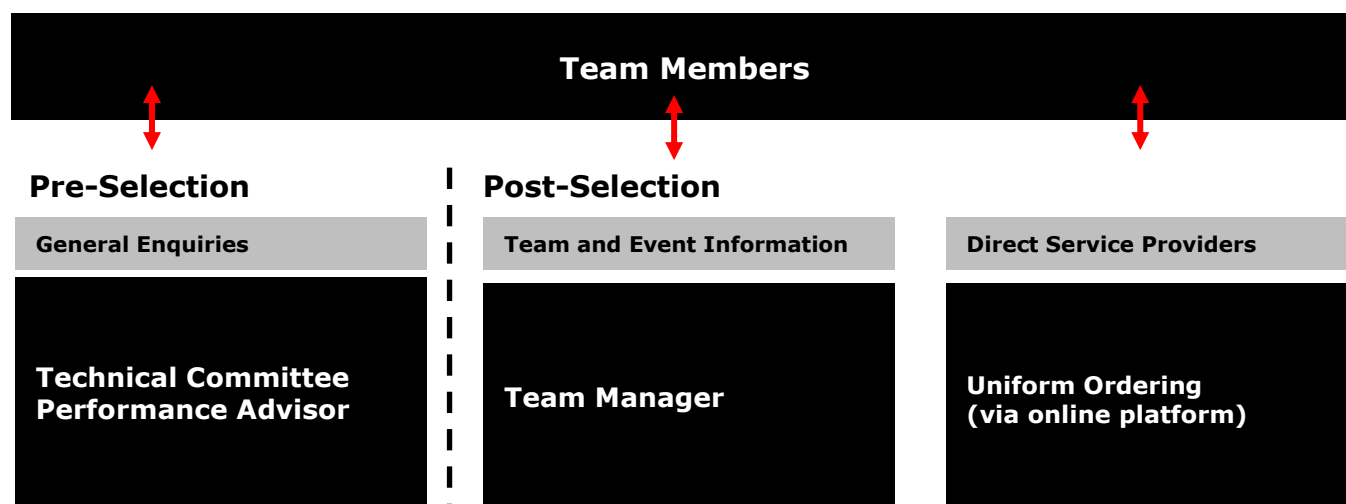 Team Members
Pre-Selection
Post-Selection
General Enquiries
Team and Event Information
Direct Service Providers
Technical Committee
Performance Advisor
Team Manager
Uniform Ordering
(via online platform)